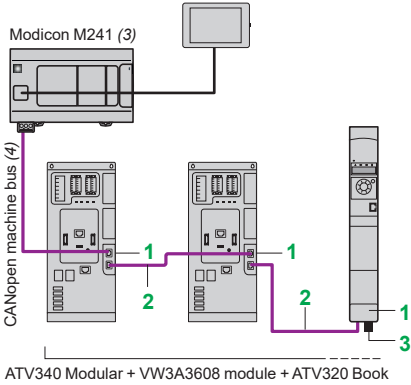 Modicon M241 (3)
CANopen machine bus (4)
1
1
2
2
1
3
ATV340 Modular + VW3A3608 module + ATV320 Book